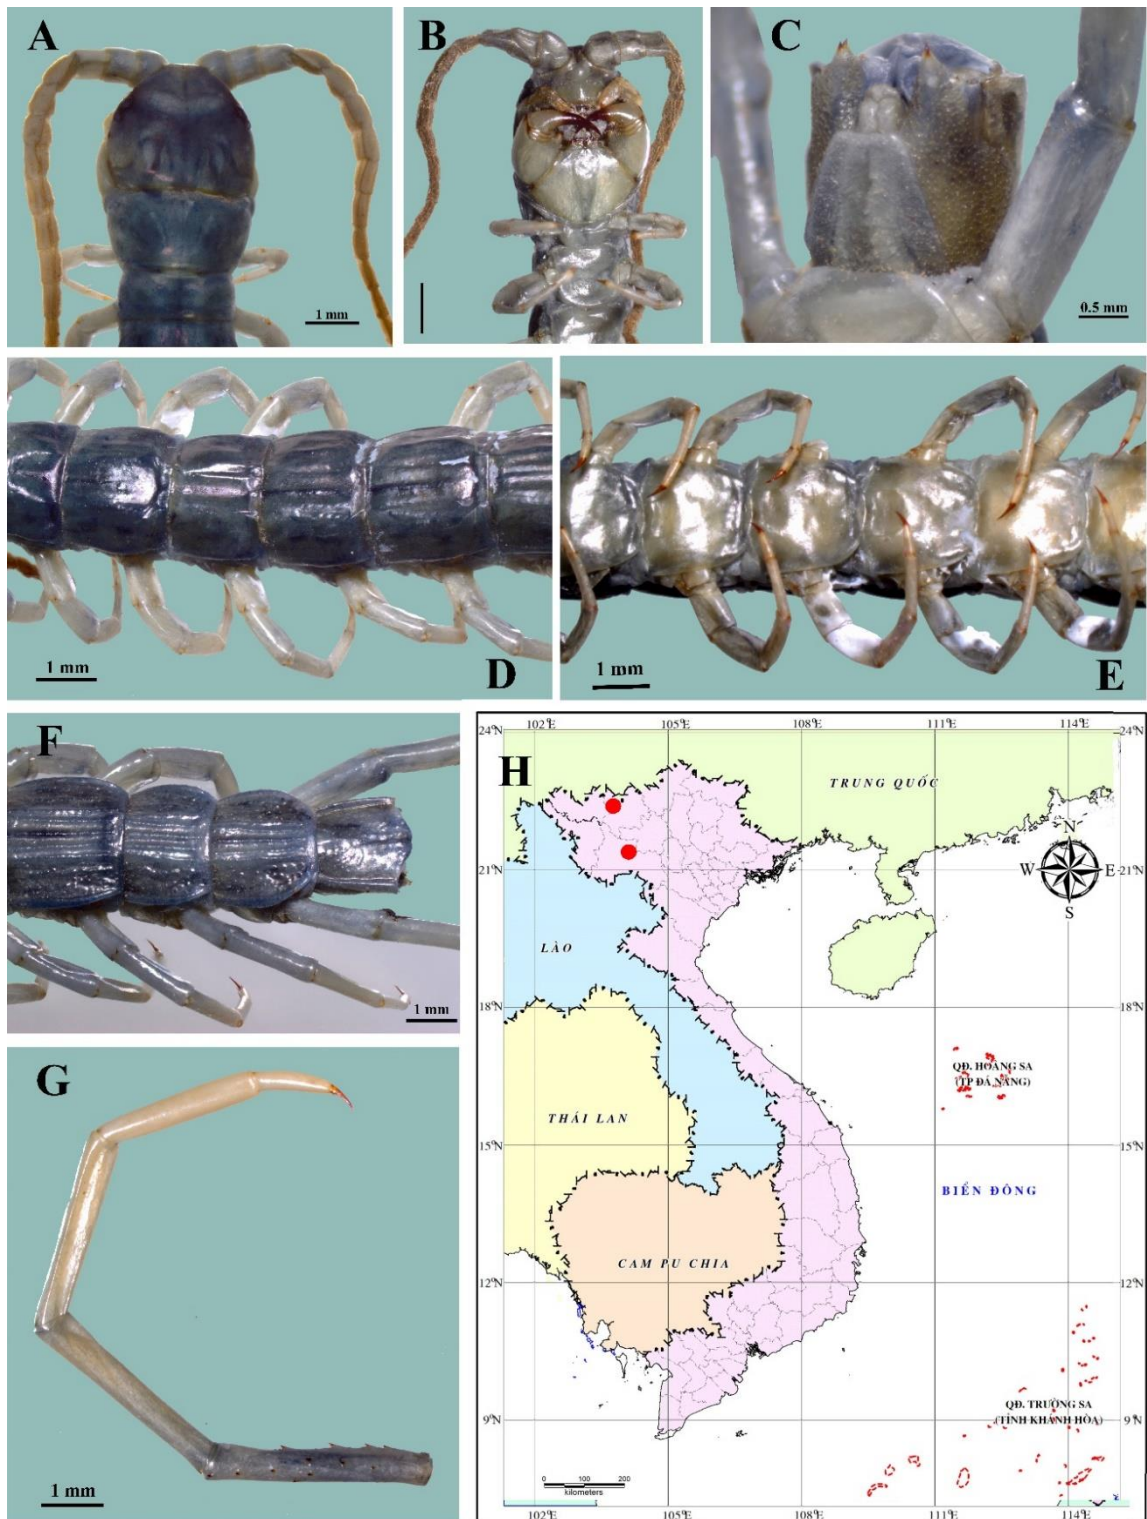 A
1 mm
B
C
0.5 mm
D
1 mm
E
1 mm
F
1 mm
G
1 mm
H
102°E 105°E 108°E 111°E 114°E
24°N 24°N
TRUNG QUỐC
N
W E
S
21°N 21°N
LÀO
18°N 18°N
QĐ. HOÀNG SA
(TP ĐÀ NẴNG)
THÁI LAN
15°N 15°N
BIỂN ĐÔNG
CAM PU CHIA
12°N 12°N
QĐ. TRƯỜNG SA
(TỈNH KHÁNH HÒA)
9°N 9°N
0 100 200
kilometers
102°E 105°E 108°E 111°E 114°E